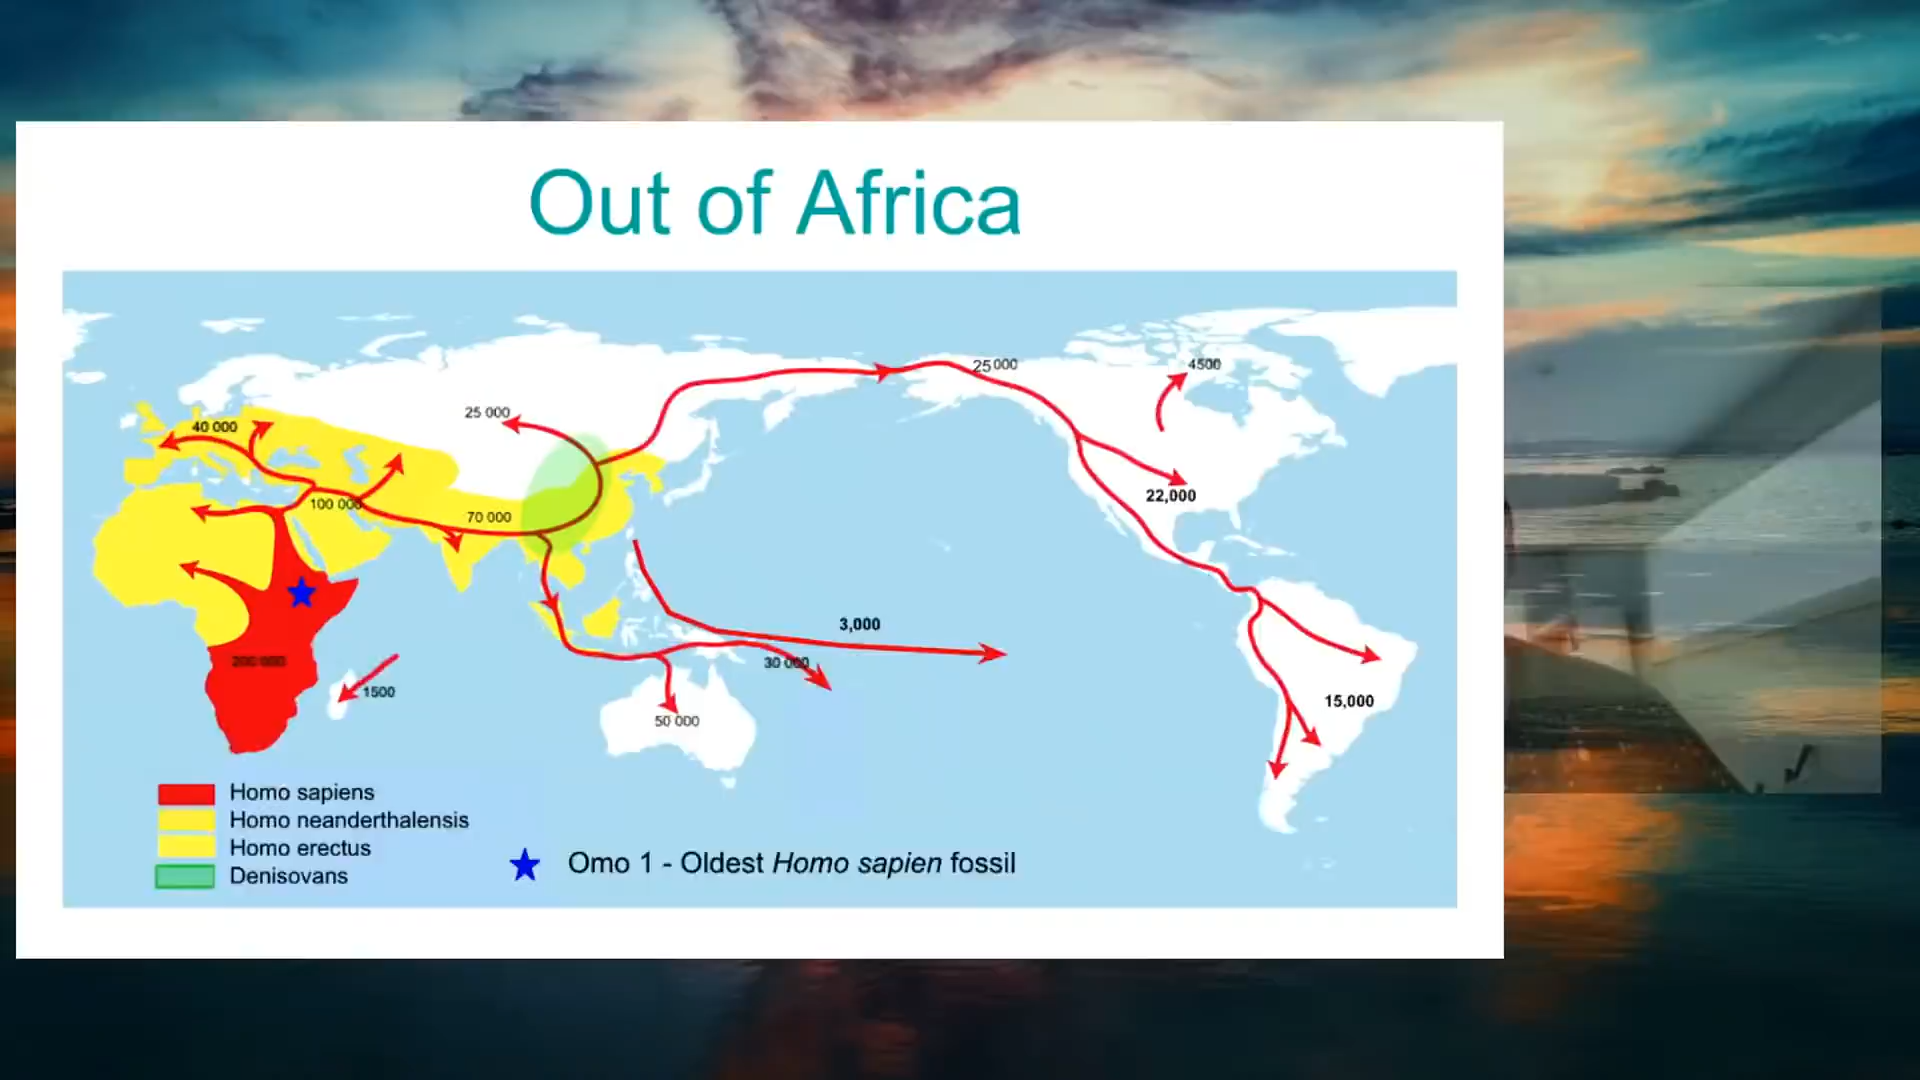 Out of Africa
25 000
4500
25 000
40 000
22,000
100 000
70 000
3,000
200 000
30 000
1500
15,000
50 000
Homo sapiens
Homo neanderthalensis
Homo erectus
Omo 1 - Oldest Homo sapien fossil
Denisovans